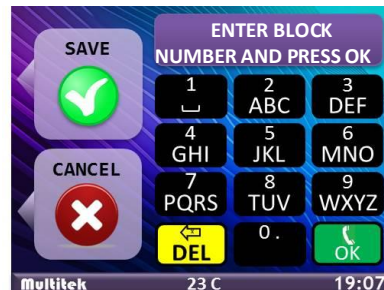 SAVE
CANCEL
ENTER BLOCK
NUMBER AND PRESS OK
1 2 3
ABC DEF
4 5 6
GHI JKL MNO
7 8 9
PQRS TUV WXYZ
0 .
DEL OK
Multitek 23 C 19:07